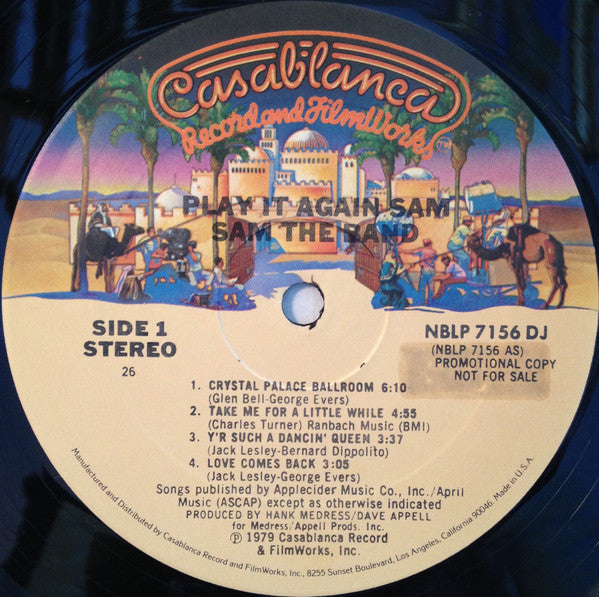 Casablanca
Record and FilmWorks
TM
PLAY IT AGAIN SAM
SAM THE BAND
SIDE 1
STEREO
26
NBLP 7156 DJ
(NBLP 7156 AS)
PROMOTIONAL COPY
NOT FOR SALE
1. CRYSTAL PALACE BALLROOM 6:10
(Glen Bell-George Evers)
2. TAKE ME FOR A LITTLE WHILE 4:55
(Charles Turner) Ranbach Music (BMI)
3. Y'R SUCH A DANCIN' QUEEN 3:37
(Jack Lesley-Bernard Dippolito)
4. LOVE COMES BACK 3:05
(Jack Lesley-George Evers)
Songs published by Applecider Music Co., Inc./April
Music (ASCAP) except as otherwise indicated
PRODUCED BY HANK MEDRESS/DAVE APPELL
for Medress/Appell Prods. Inc.
℗ 1979 Casablanca Record
& FilmWorks, Inc.
Manufactured and Distributed by Casablanca Record and FilmWorks, Inc., 8255 Sunset Boulevard, Los Angeles, California 90046. Made in U.S.A.